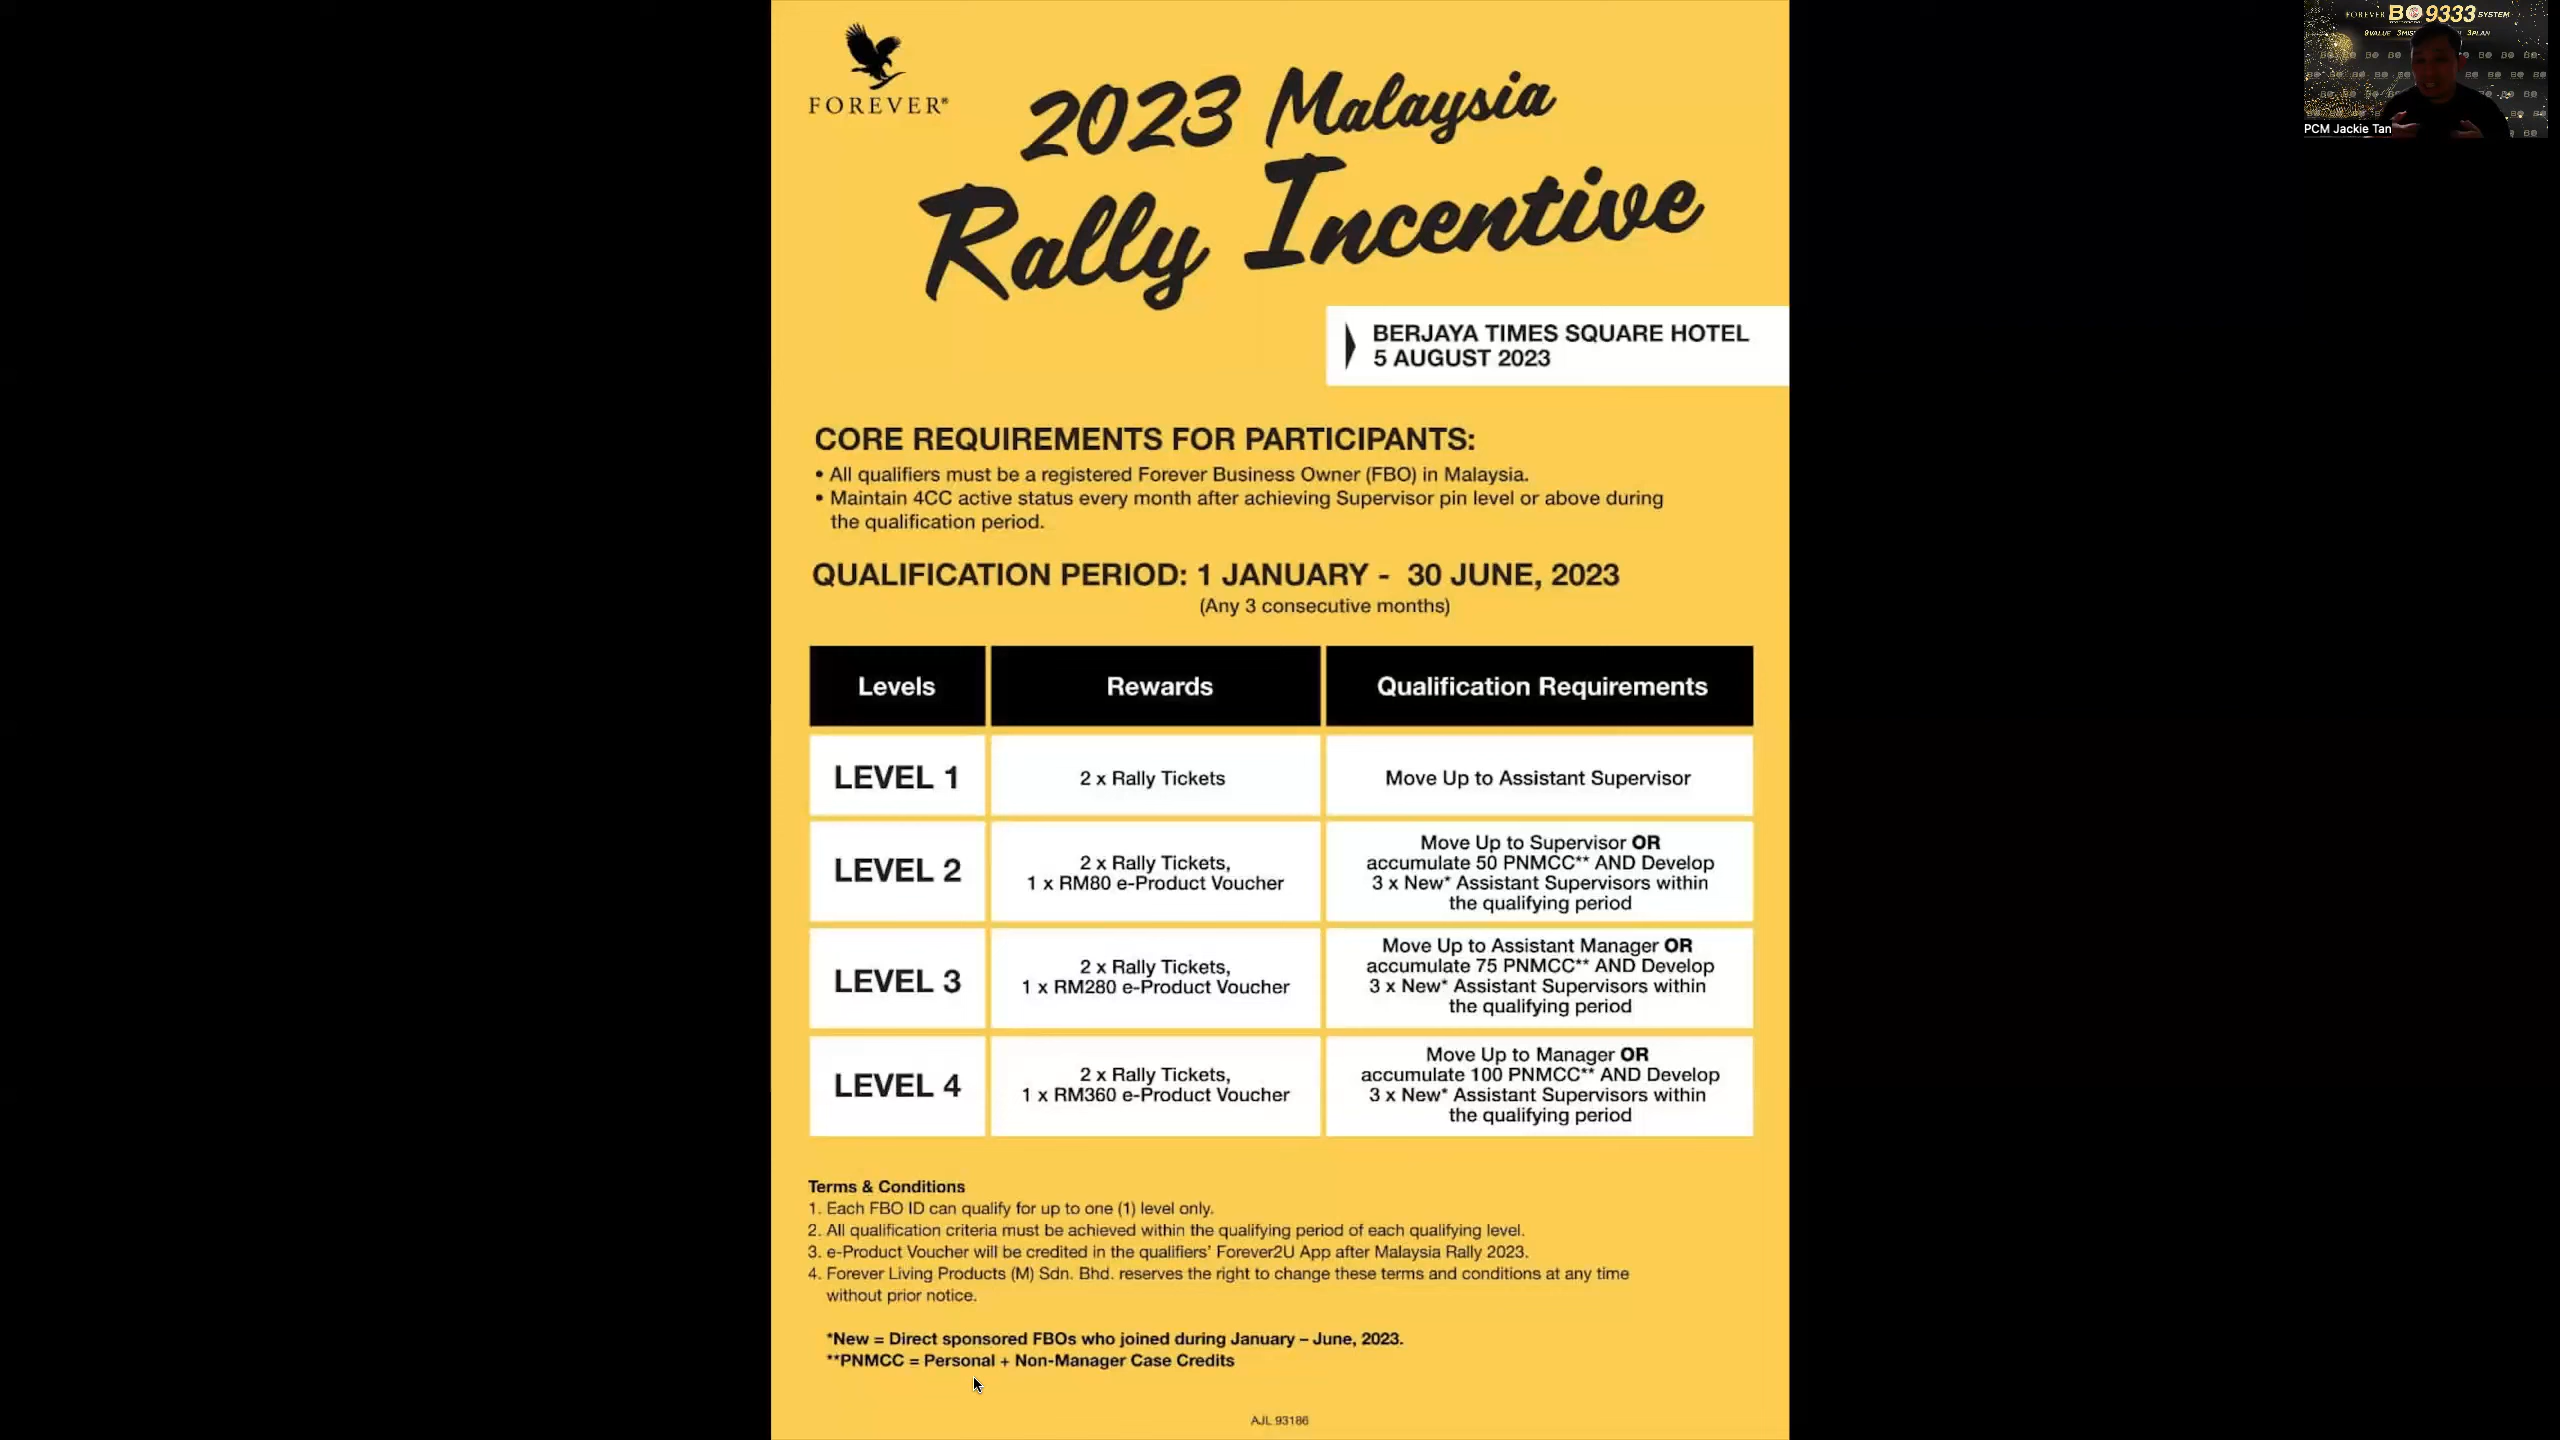 FOREVER®
2023 Malaysia
Rally Incentive
BERJAYA TIMES SQUARE HOTEL
5 AUGUST 2023
CORE REQUIREMENTS FOR PARTICIPANTS:
• All qualifiers must be a registered Forever Business Owner (FBO) in Malaysia.
• Maintain 4CC active status every month after achieving Supervisor pin level or above during
the qualification period.
QUALIFICATION PERIOD: 1 JANUARY - 30 JUNE, 2023
(Any 3 consecutive months)
Levels Rewards Qualification Requirements
LEVEL 1 2 x Rally Tickets Move Up to Assistant Supervisor
LEVEL 2
2 x Rally Tickets,
1 x RM80 e-Product Voucher
Move Up to Supervisor OR
accumulate 50 PNMCC** AND Develop
3 x New* Assistant Supervisors within
the qualifying period
LEVEL 3
2 x Rally Tickets,
1 x RM280 e-Product Voucher
Move Up to Assistant Manager OR
accumulate 75 PNMCC** AND Develop
3 x New* Assistant Supervisors within
the qualifying period
LEVEL 4
2 x Rally Tickets,
1 x RM360 e-Product Voucher
Move Up to Manager OR
accumulate 100 PNMCC** AND Develop
3 x New* Assistant Supervisors within
the qualifying period
Terms & Conditions
1. Each FBO ID can qualify for up to one (1) level only.
2. All qualification criteria must be achieved within the qualifying period of each qualifying level.
3. e-Product Voucher will be credited in the qualifiers' Forever2U App after Malaysia Rally 2023.
4. Forever Living Products (M) Sdn. Bhd. reserves the right to change these terms and conditions at any time
without prior notice.
*New = Direct sponsored FBOs who joined during January – June, 2023.
**PNMCC = Personal + Non-Manager Case Credits
AJL 93186
FOREVER BO 9333 SYSTEM
3PLAN
PCM Jackie Tan